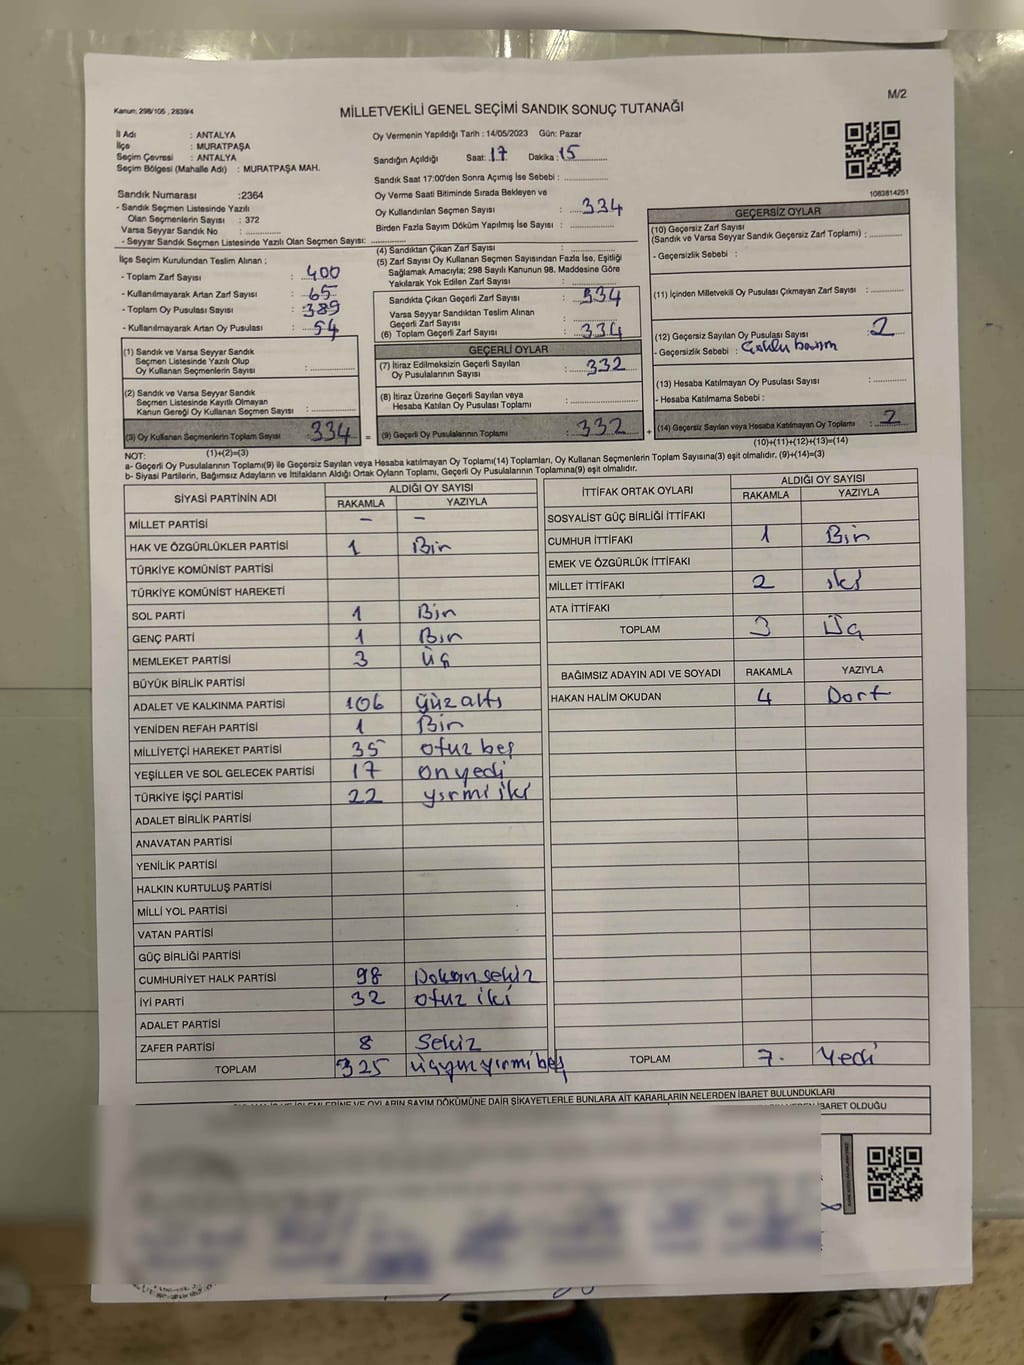 M/2
Kanun: 298/105 , 2839/4
MİLLETVEKİLİ GENEL SEÇİMİ SANDIK SONUÇ TUTANAĞI
İl Adı : ANTALYA
İlçe : MURATPAŞA
Seçim Çevresi : ANTALYA
Seçim Bölgesi (Mahalle Adı) : MURATPAŞA MAH.
Oy Vermenin Yapıldığı Tarih : 14/05/2023 Gün: Pazar
Sandığın Açıldığı Saat: 17 Dakika : 15
Sandık Saat 17:00'den Sonra Açımış İse Sebebi :
Oy Verme Saati Bitiminde Sırada Bekleyen ve
Oy Kullandırılan Seçmen Sayısı : 334
Birden Fazla Sayım Döküm Yapılmış İse Sayısı :
1083814251
Sandık Numarası :2364
- Sandık Seçmen Listesinde Yazılı
Olan Seçmenlerin Sayısı : 372
Varsa Seyyar Sandık No :
- Seyyar Sandık Seçmen Listesinde Yazılı Olan Seçmen Sayısı:
İlçe Seçim Kurulundan Teslim Alınan :
- Toplam Zarf Sayısı : 400
- Kullanılmayarak Artan Zarf Sayısı : 65
- Toplam Oy Pusulası Sayısı : 389
- Kullanılmayarak Artan Oy Pusulası : 54
(1) Sandık ve Varsa Seyyar Sandık
Seçmen Listesinde Yazılı Olup
Oy Kullanan Seçmenlerin Sayısı :
(2) Sandık ve Varsa Seyyar Sandık
Seçmen Listesinde Kayıtlı Olmayan
Kanun Gereği Oy Kullanan Seçmen Sayısı :
(3) Oy Kullanan Seçmenlerin Toplam Sayısı : 334 =
(1)+(2)=(3)
(4) Sandıktan Çıkan Zarf Sayısı :
(5) Zarf Sayısı Oy Kullanan Seçmen Sayısından Fazla İse, Eşitliği
Sağlamak Amacıyla; 298 Sayılı Kanunun 98. Maddesine Göre
Yakılarak Yok Edilen Zarf Sayısı :
Sandıkta Çıkan Geçerli Zarf Sayısı : 334
Varsa Seyyar Sandıktan Teslim Alınan
Geçerli Zarf Sayısı :
(6) Toplam Geçerli Zarf Sayısı : 334
GEÇERLİ OYLAR
(7) İtiraz Edilmeksizin Geçerli Sayılan
Oy Pusulalarının Sayısı : 332
(8) İtiraz Üzerine Geçerli Sayılan veya
Hesaba Katılan Oy Pusulası Toplamı :
(9) Geçerli Oy Pusulalarının Toplamı : 332 +
GEÇERSİZ OYLAR
(10) Geçersiz Zarf Sayısı
(Sandık ve Varsa Seyyar Sandık Geçersiz Zarf Toplamı) :
- Geçersizlik Sebebi :
(11) İçinden Milletvekili Oy Pusulası Çıkmayan Zarf Sayısı :
(12) Geçersiz Sayılan Oy Pusulası Sayısı : 2
- Geçersizlik Sebebi :
(13) Hesaba Katılmayan Oy Pusulası Sayısı :
- Hesaba Katılmama Sebebi :
(14) Geçersiz Sayılan veya Hesaba Katılmayan Oy Toplamı : 2
(10)+(11)+(12)+(13)=(14)
NOT:
a- Geçerli Oy Pusulalarının Toplamı(9) ile Geçersiz Sayılan veya Hesaba katılmayan Oy Toplamı(14) Toplamları, Oy Kullanan Seçmenlerin Toplam Sayısına(3) eşit olmalıdır. (9)+(14)=(3)
b- Siyasi Partilerin, Bağımsız Adayların ve İttifakların Aldığı Ortak Oyların Toplamı, Geçerli Oy Pusulalarının Toplamına(9) eşit olmalıdır.
SİYASİ PARTİNİN ADI ALDIĞI OY SAYISI
RAKAMLA YAZIYLA
MİLLET PARTİSİ - -
HAK VE ÖZGÜRLÜKLER PARTİSİ 1 Bir
TÜRKİYE KOMÜNİST PARTİSİ
TÜRKİYE KOMÜNİST HAREKETİ
SOL PARTİ 1 Bir
GENÇ PARTİ 1 Bir
MEMLEKET PARTİSİ 3 üç
BÜYÜK BİRLİK PARTİSİ
ADALET VE KALKINMA PARTİSİ 106 yüz altı
YENİDEN REFAH PARTİSİ 1 Bir
MİLLİYETÇİ HAREKET PARTİSİ 35 otuz beş
YEŞİLLER VE SOL GELECEK PARTİSİ 17 onyedi
TÜRKİYE İŞÇİ PARTİSİ 22 yırmi iki
ADALET BİRLİK PARTİSİ
ANAVATAN PARTİSİ
YENİLİK PARTİSİ
HALKIN KURTULUŞ PARTİSİ
MİLLİ YOL PARTİSİ
VATAN PARTİSİ
GÜÇ BİRLİĞİ PARTİSİ
CUMHURİYET HALK PARTİSİ 98 Doksan sekiz
İYİ PARTİ 32 otuz iki
ADALET PARTİSİ
ZAFER PARTİSİ 8 Sekiz
TOPLAM 325 üçyüzyırmi beş
İTTİFAK ORTAK OYLARI ALDIĞI OY SAYISI
RAKAMLA YAZIYLA
SOSYALİST GÜÇ BİRLİĞİ İTTİFAKI
CUMHUR İTTİFAKI 1 Bir
EMEK VE ÖZGÜRLÜK İTTİFAKI
MİLLET İTTİFAKI 2 iki
ATA İTTİFAKI
TOPLAM 3 Üç
BAĞIMSIZ ADAYIN ADI VE SOYADI RAKAMLA YAZIYLA
HAKAN HALİM OKUDAN 4 Dört
TOPLAM 7. Yedi
OYLARIN SAYIM DÖKÜMÜNE DAİR ŞİKAYETLERLE BUNLARA AİT KARARLARIN NELERDEN İBARET BULUNDUKLARI
İBARET OLDUĞU